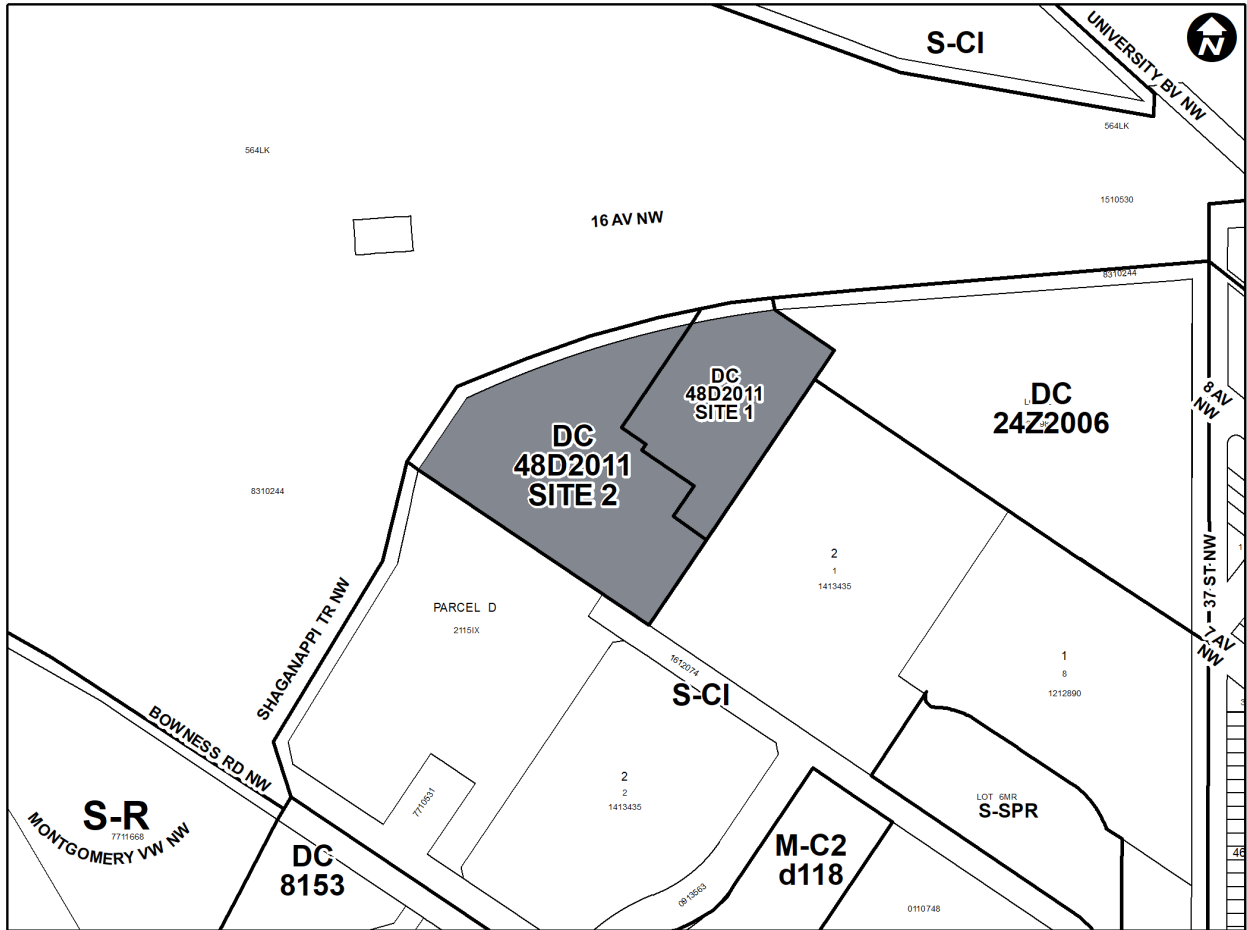 S-CI
UNIVERSITY BV NW
N
564LK
564LK
1510530
16 AV NW
8310244
DC
48D2011
SITE 1
DC
24Z2006
8 AV
NW
DC
48D2011
SITE 2
8310244
37 ST NW
2
1
1413435
PARCEL D
2115IX
SHAGANAPPI TR NW
7 AV
NW
1
8
1212890
1612074
S-CI
BOWNESS RD NW
2
2
1413435
7710531
LOT 6MR
S-SPR
S-R
7711668
MONTGOMERY VW NW
DC
8153
M-C2
d118
0913563
0110748
46